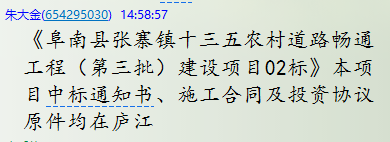 朱大金(654295030) 14:58:57
《阜南县张寨镇十三五农村道路畅通
工程（第三批）建设项目02标》本项
目中标通知书、施工合同及投资协议
原件均在庐江